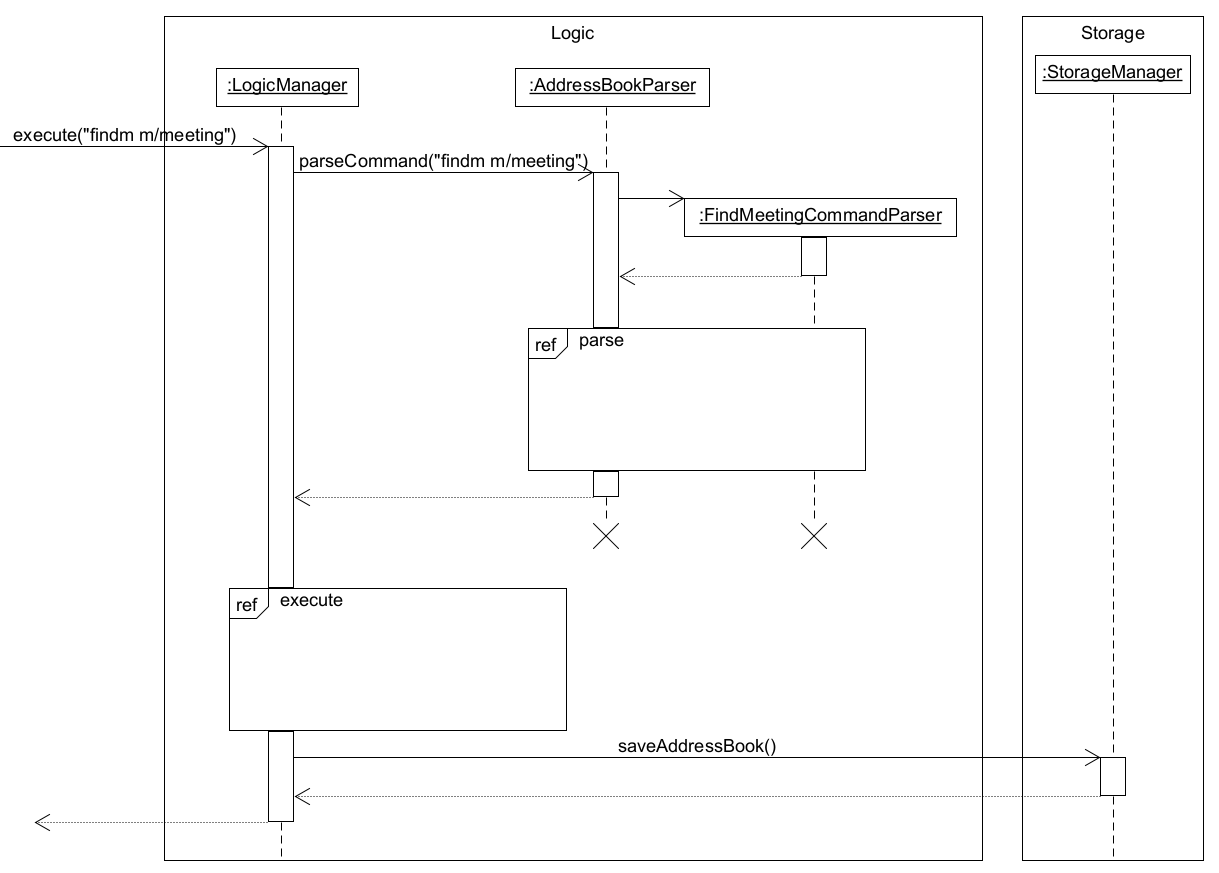 Logic
Storage
:LogicManager
:AddressBookParser
:StorageManager
execute("findm m/meeting")
parseCommand("findm m/meeting")
:FindMeetingCommandParser
ref
parse
ref
execute
saveAddressBook()